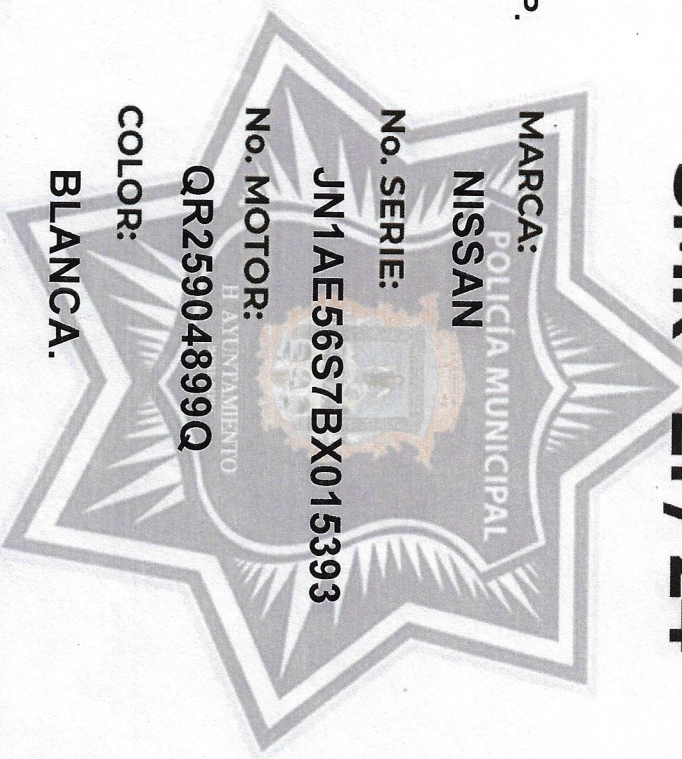 MARCA:
NISSAN
No. SERIE:
JN1AE56S7BX015393
No. MOTOR:
QR25904899Q
COLOR:
BLANCA.
POLICÍA MUNICIPAL
H AYUNTAMIENTO